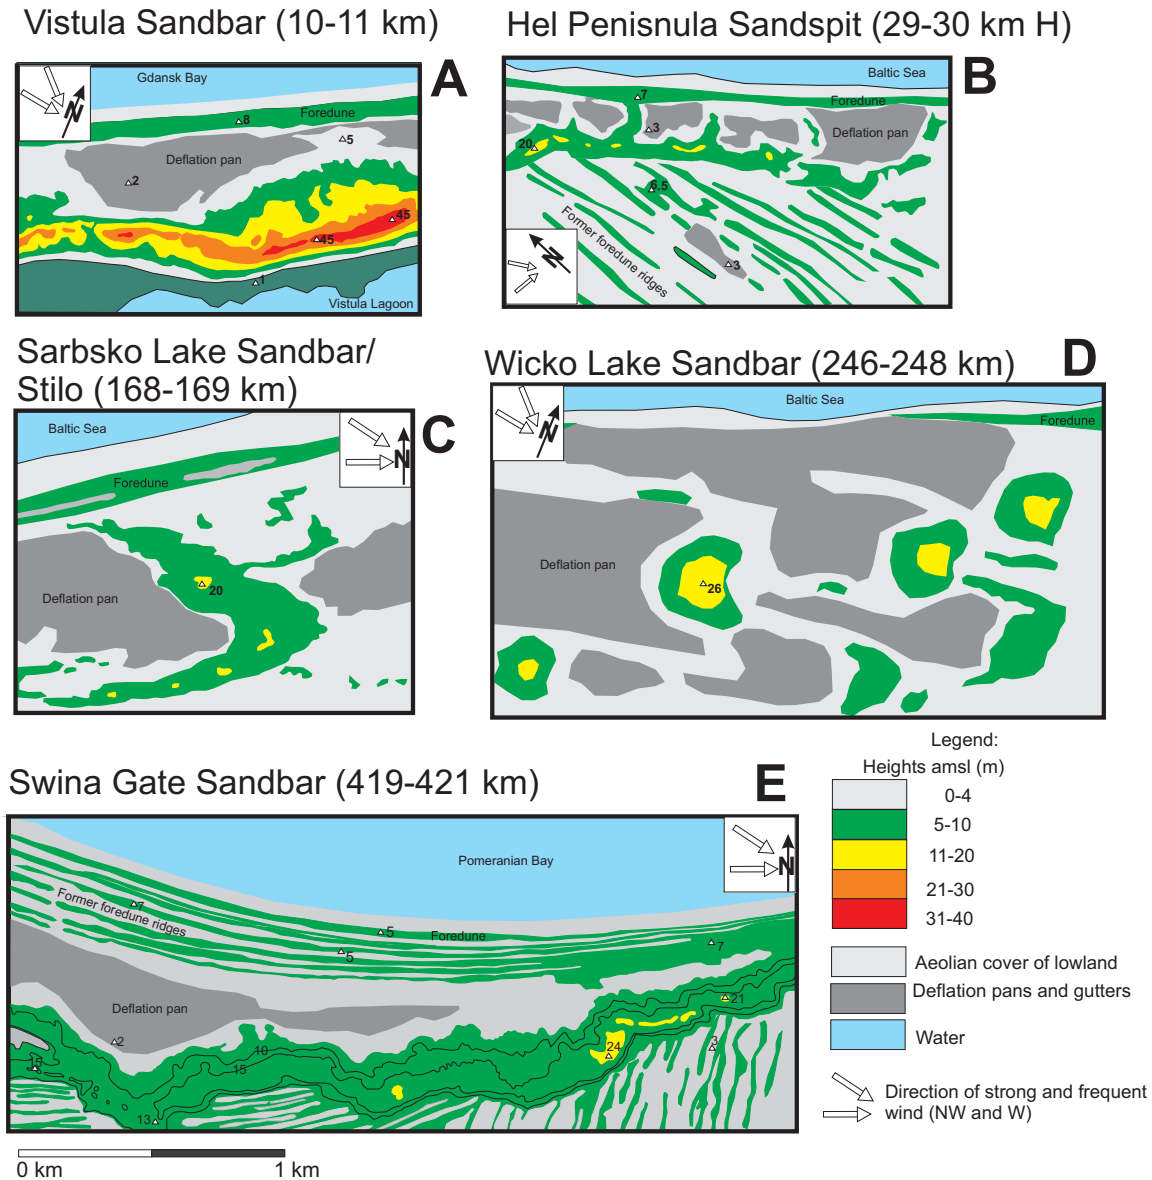 Vistula Sandbar (10-11 km)
Hel Penisnula Sandspit (29-30 km H)
A
N
Gdansk Bay
8
Foredune
5
Deflation pan
2
45
45
1
Vistula Lagoon
B
Baltic Sea
7
Foredune
3
Deflation pan
20
6.5
Former foredune ridges
3
N
Sarbsko Lake Sandbar/
Stilo (168-169 km)
C
Baltic Sea
N
Foredune
20
Deflation pan
Wicko Lake Sandbar (246-248 km)
D
N
Baltic Sea
Foredune
Deflation pan
26
Swina Gate Sandbar (419-421 km)
E
N
Pomeranian Bay
Former foredune ridges
7
5
Foredune
5
7
Deflation pan
2
21
10
15
24
3
15
13
Legend:
Heights amsl (m)
0-4
5-10
11-20
21-30
31-40
Aeolian cover of lowland
Deflation pans and gutters
Water
Direction of strong and frequent
wind (NW and W)
0 km
1 km